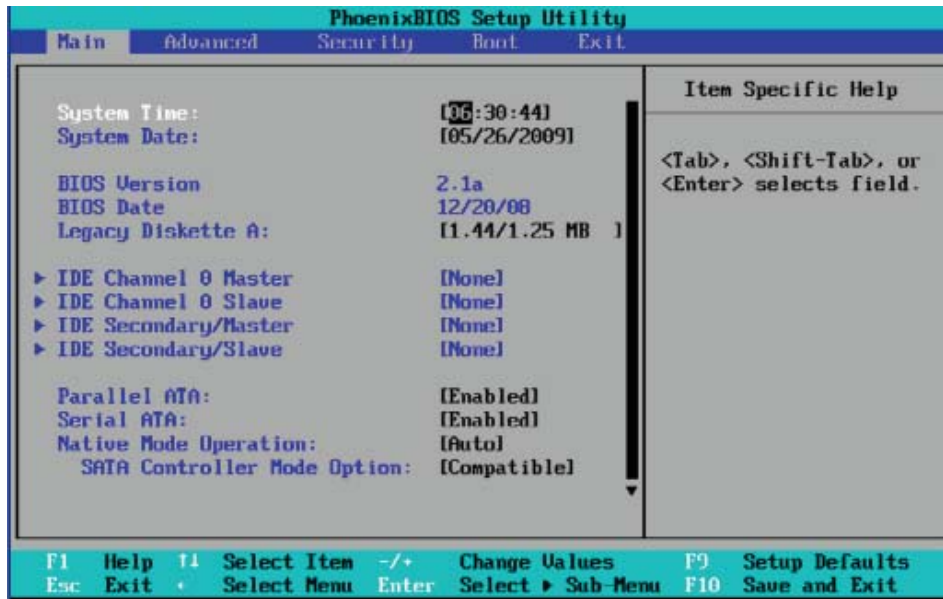 PhoenixBIOS Setup Utility
Main Advanced Security Boot Exit
Item Specific Help
System Time: [06:30:44]
System Date: [05/26/2009]
<Tab>, <Shift-Tab>, or
<Enter> selects field.
BIOS Version 2.1a
BIOS Date 12/20/08
Legacy Diskette A: [1.44/1.25 MB ]
▶ IDE Channel 0 Master [None]
▶ IDE Channel 0 Slave [None]
▶ IDE Secondary/Master [None]
▶ IDE Secondary/Slave [None]
Parallel ATA: [Enabled]
Serial ATA: [Enabled]
Native Mode Operation: [Auto]
SATA Controller Mode Option: [Compatible]
F1 Help ↑↓ Select Item -/+ Change Values F9 Setup Defaults
Esc Exit Select Menu Enter Select ▶ Sub-Menu F10 Save and Exit